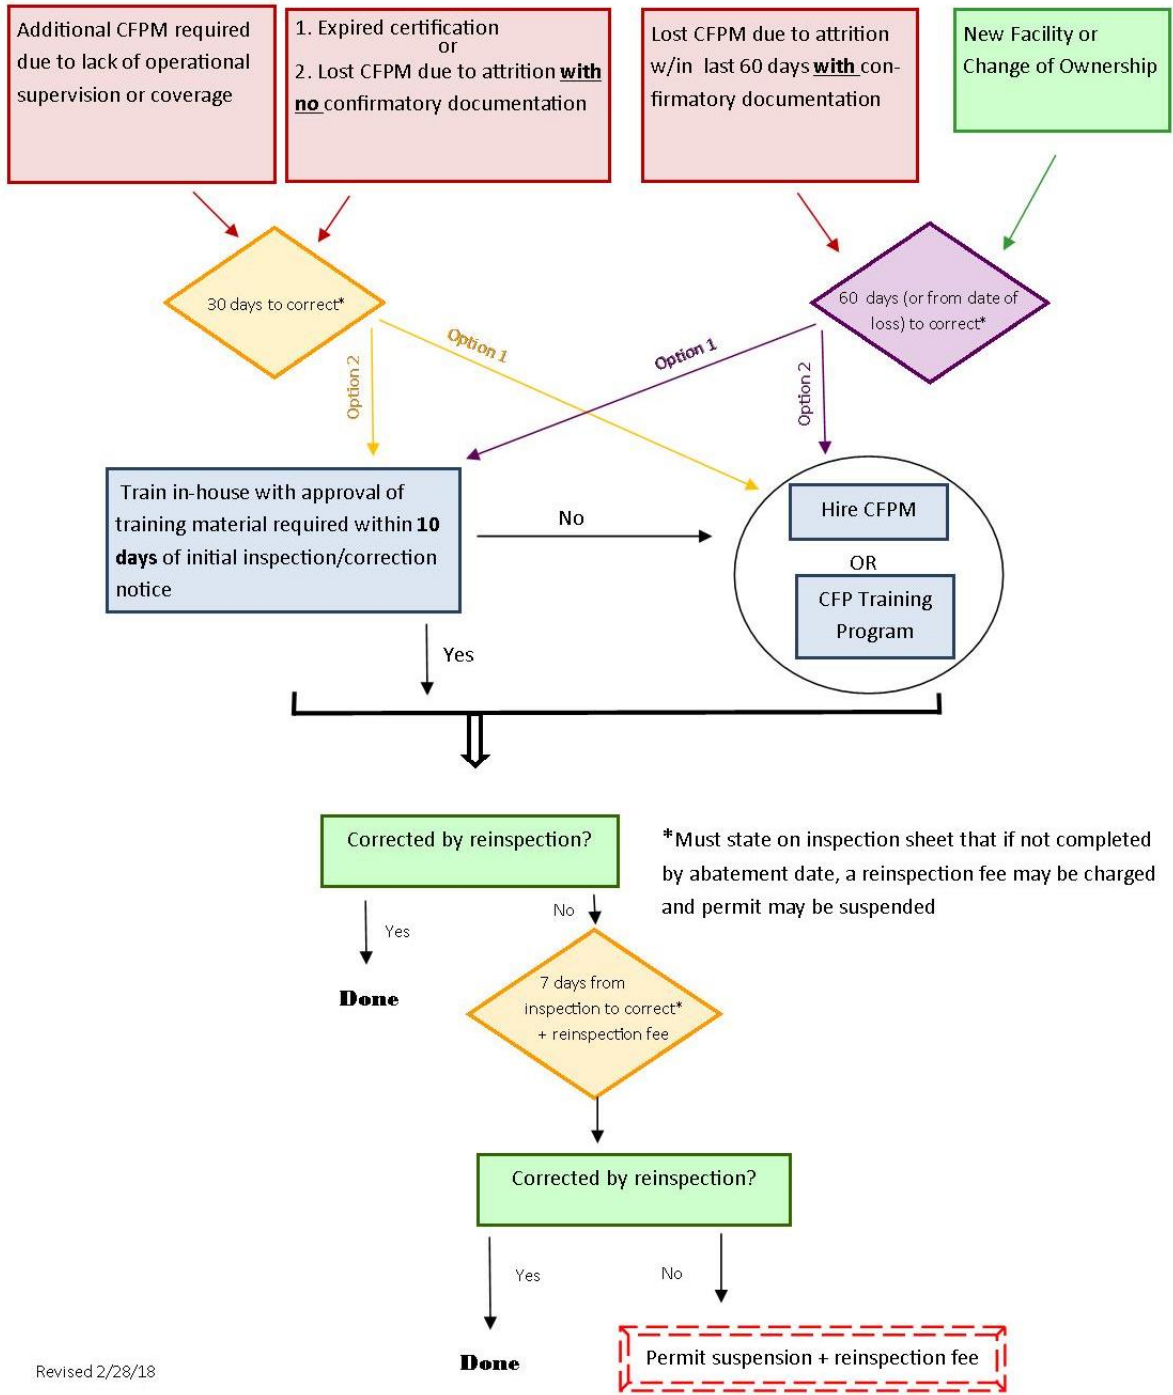 Additional CFPM required
due to lack of operational
supervision or coverage
1. Expired certification
or
2. Lost CFPM due to attrition with
no confirmatory documentation
Lost CFPM due to attrition
w/in last 60 days with con-
firmatory documentation
New Facility or
Change of Ownership
30 days to correct*
60 days (or from date of
loss) to correct*
Option 1
Option 2
Option 1
Option 2
Train in-house with approval of
training material required within 10
days of initial inspection/correction
notice
No
Hire CFPM
OR
CFP Training
Program
Yes
Corrected by reinspection?
*Must state on inspection sheet that if not completed
by abatement date, a reinspection fee may be charged
and permit may be suspended
Yes
No
Done
7 days from
inspection to correct*
+ reinspection fee
Corrected by reinspection?
Yes
No
Done
Permit suspension + reinspection fee
Revised 2/28/18